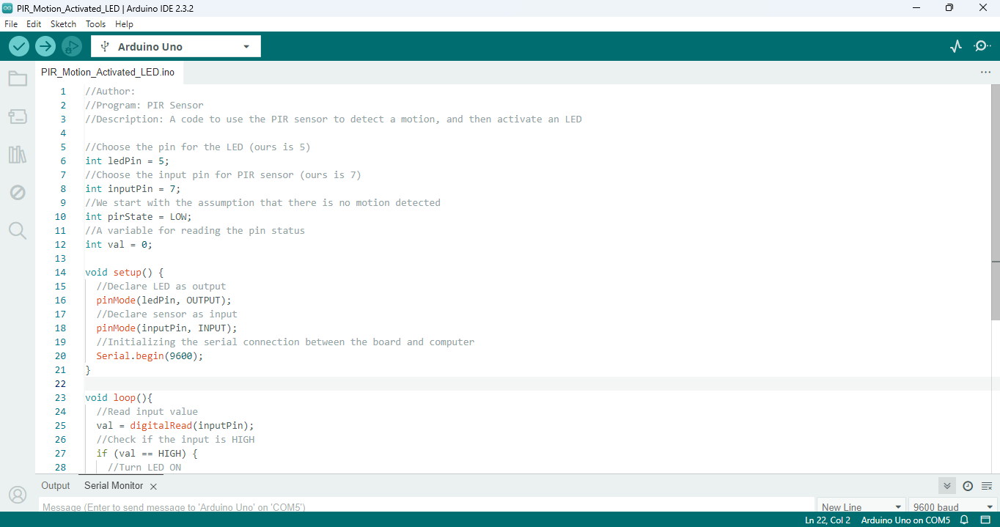 PIR_Motion_Activated_LED | Arduino IDE 2.3.2
File Edit Sketch Tools Help
Arduino Uno
PIR_Motion_Activated_LED.ino
1 //Author:
2 //Program: PIR Sensor
3 //Description: A code to use the PIR sensor to detect a motion, and then activate an LED
4
5 //Choose the pin for the LED (ours is 5)
6 int ledPin = 5;
7 //Choose the input pin for PIR sensor (ours is 7)
8 int inputPin = 7;
9 //We start with the assumption that there is no motion detected
10 int pirState = LOW;
11 //A variable for reading the pin status
12 int val = 0;
13
14 void setup() {
15 //Declare LED as output
16 pinMode(ledPin, OUTPUT);
17 //Declare sensor as input
18 pinMode(inputPin, INPUT);
19 //Initializing the serial connection between the board and computer
20 Serial.begin(9600);
21 }
22
23 void loop(){
24 //Read input value
25 val = digitalRead(inputPin);
26 //Check if the input is HIGH
27 if (val == HIGH) {
28 //Turn LED ON
Output Serial Monitor
Message (Enter to send message to 'Arduino Uno' on 'COM5') New Line 9600 baud
Ln 22, Col 2 Arduino Uno on COM5